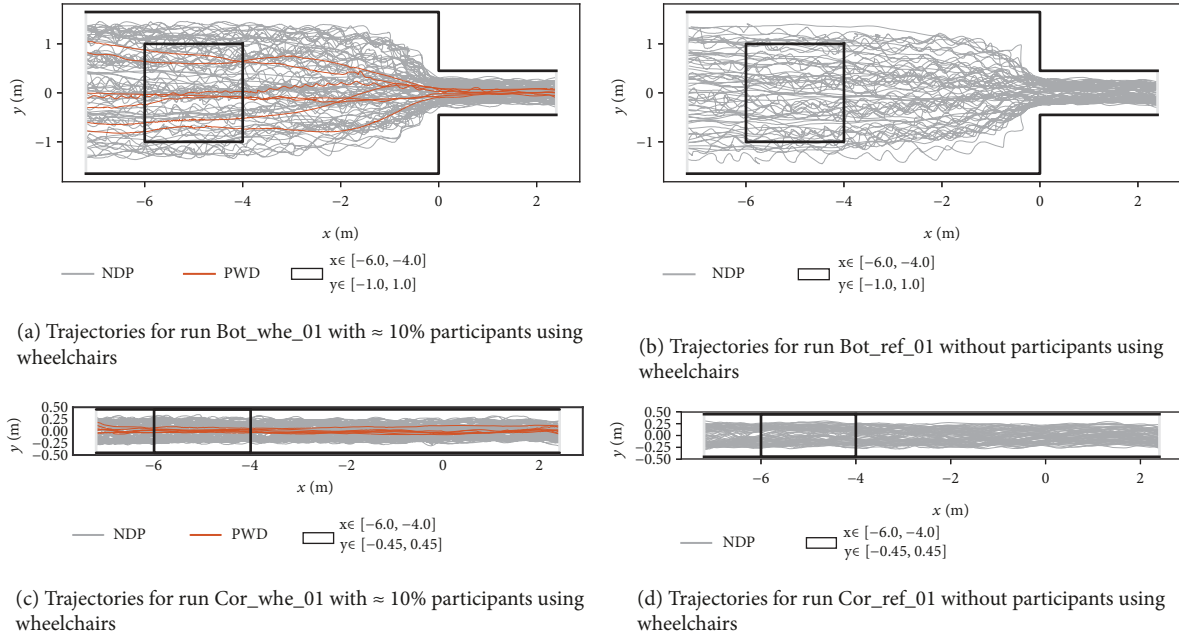 1
0
−1
y (m)
−6 −4 −2 0 2
x (m)
NDP PWD x∈ [−6.0, −4.0]
y∈ [−1.0, 1.0]
(a) Trajectories for run Bot_whe_01 with ≈ 10% participants using
wheelchairs
1
0
−1
y (m)
−6 −4 −2 0 2
x (m)
NDP x∈ [−6.0, −4.0]
y∈ [−1.0, 1.0]
(b) Trajectories for run Bot_ref_01 without participants using
wheelchairs
0.50
0.25
0.00
−0.25
−0.50
y (m)
−6 −4 −2 0 2
x (m)
NDP PWD x∈ [−6.0, −4.0]
y∈ [−0.45, 0.45]
(c) Trajectories for run Cor_whe_01 with ≈ 10% participants using
wheelchairs
0.50
0.25
0.00
−0.25
−0.50
y (m)
−6 −4 −2 0 2
x (m)
NDP x∈ [−6.0, −4.0]
y∈ [−0.45, 0.45]
(d) Trajectories for run Cor_ref_01 without participants using
wheelchairs